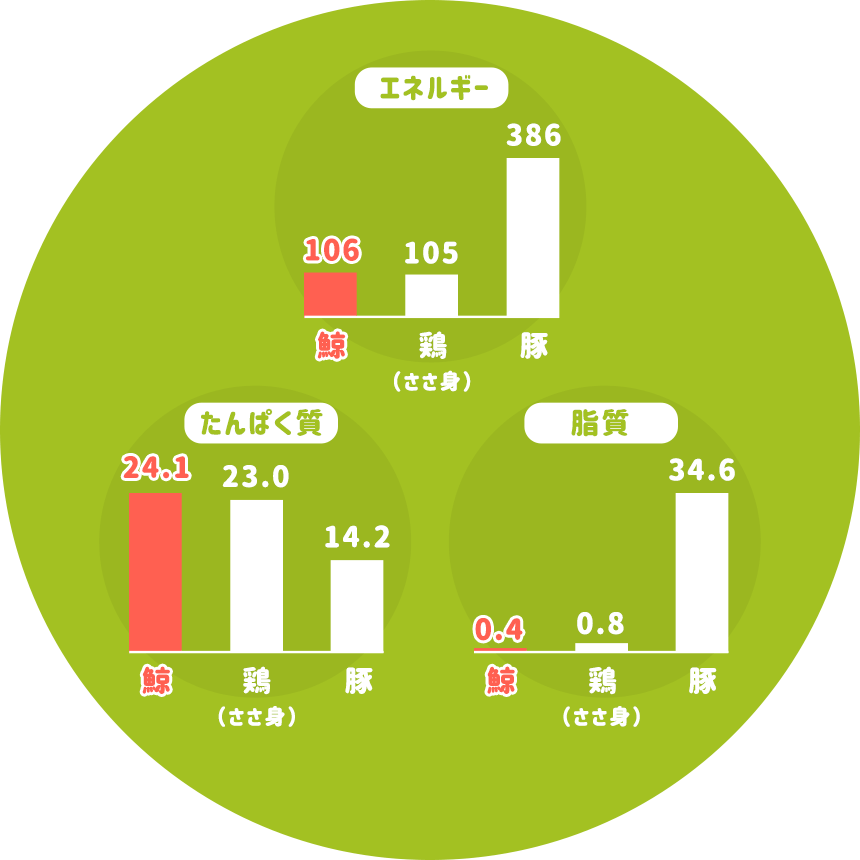 エネルギー
386
106
105
鯨
鶏
豚
（ささ身）
たんぱく質
24.1
23.0
14.2
鯨
鶏
豚
（ささ身）
脂質
34.6
0.4
0.8
鯨
鶏
豚
（ささ身）